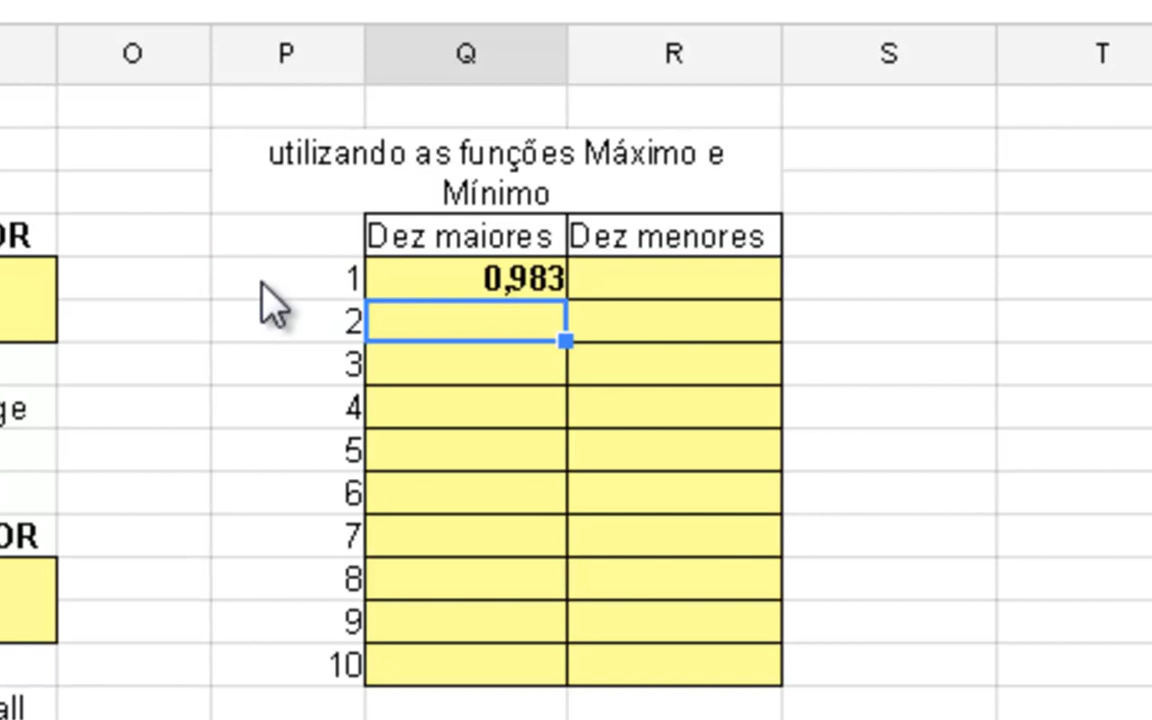 O P Q R S T
utilizando as funções Máximo e
Mínimo
OR Dez maiores Dez menores
1 0,983
2
3
ge 4
5
6
OR 7
8
9
10
all